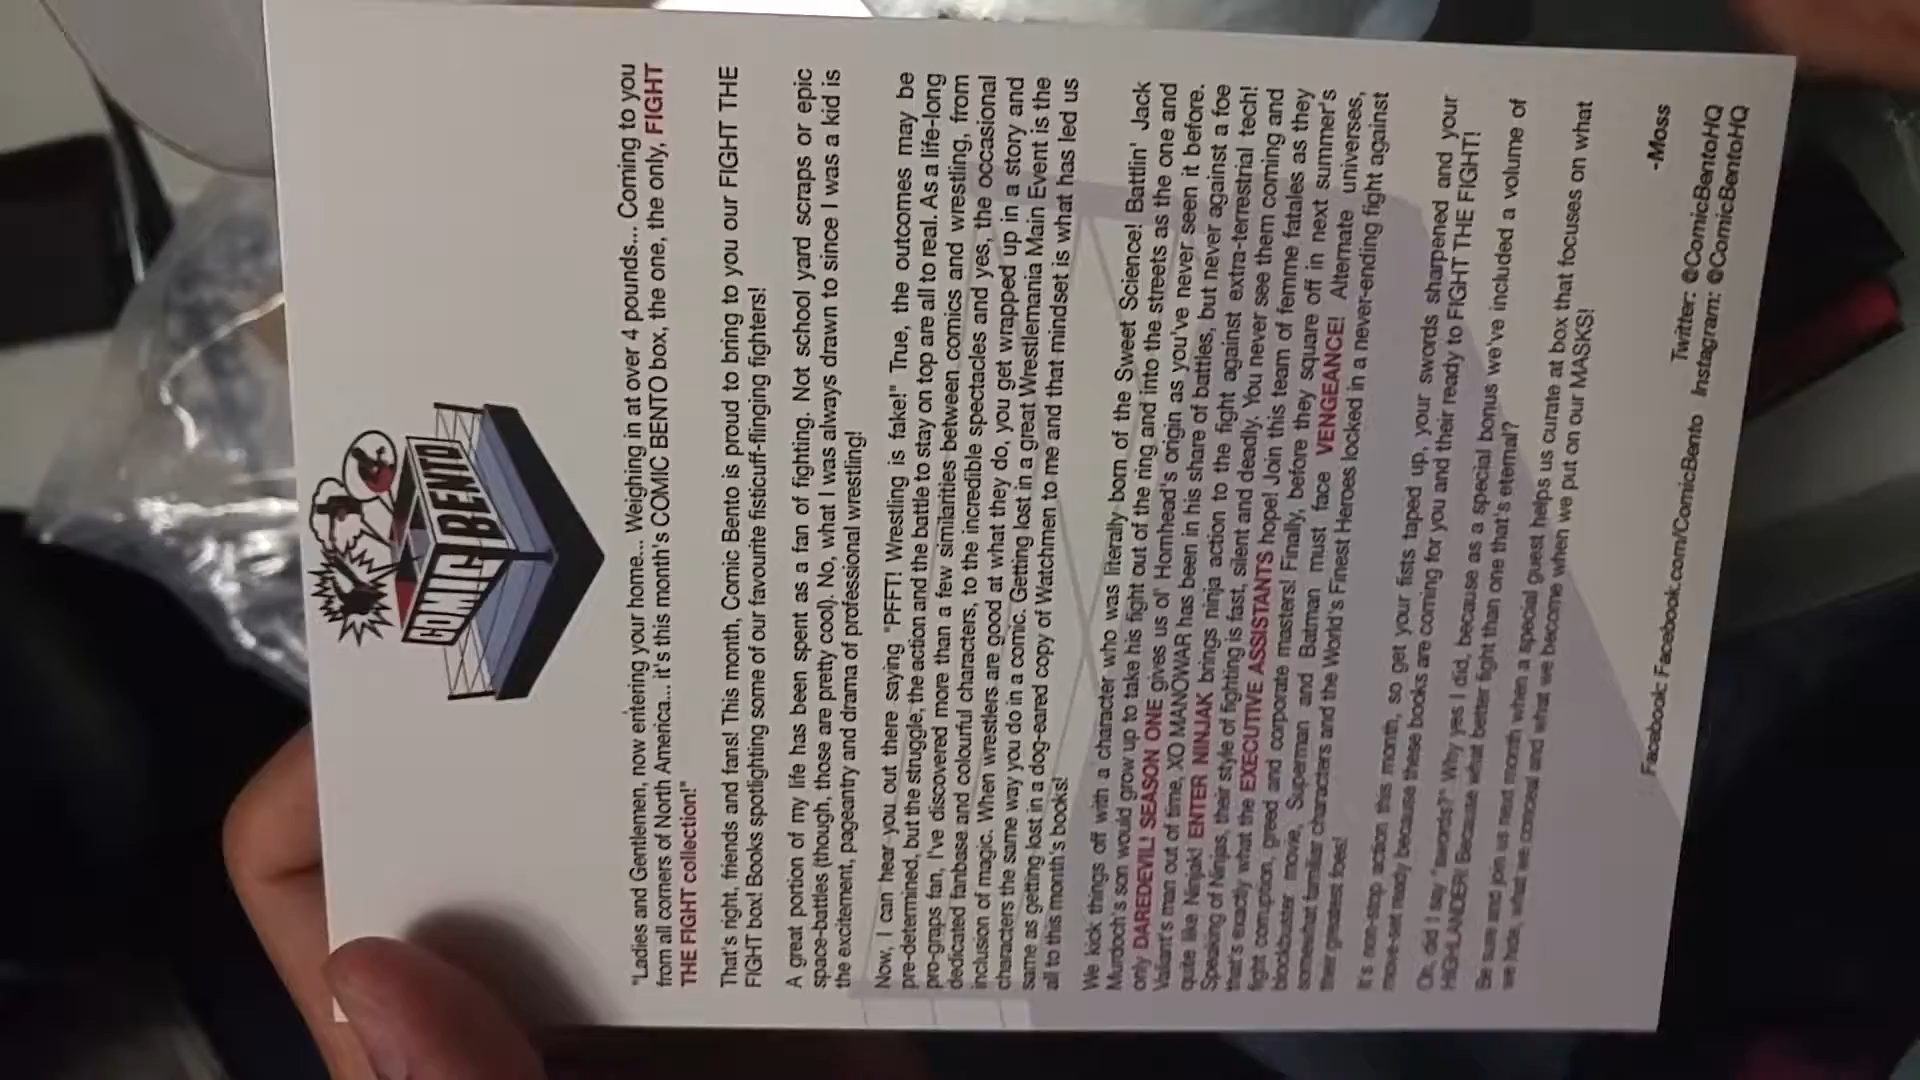 COMIC BENTO
"Ladies and Gentlemen, now entering your home... Weighing in at over 4 pounds... Coming to you
from all corners of North America... it's this month's COMIC BENTO box, the one, the only, FIGHT
THE FIGHT collection!"
That's right, friends and fans! This month, Comic Bento is proud to bring to you our FIGHT THE
FIGHT box! Books spotlighting some of our favourite fisticuff-flinging fighters!
A great portion of my life has been spent as a fan of fighting. Not school yard scraps or epic
space-battles (though, those are pretty cool). No, what I was always drawn to since I was a kid is
the excitement, pageantry and drama of professional wrestling!
Now, I can hear you out there saying "PFFT! Wrestling is fake!" True, the outcomes may be
pre-determined, but the struggle, the action and the battle to stay on top are all to real. As a life-long
pro-graps fan, I've discovered more than a few similarities between comics and wrestling, from
dedicated fanbase and colourful characters, to the incredible spectacles and yes, the occasional
inclusion of magic. When wrestlers are good at what they do, you get wrapped up in a story and
characters the same way you do in a comic. Getting lost in a great Wrestlemania Main Event is the
same as getting lost in a dog-eared copy of Watchmen to me and that mindset is what has led us
all to this month's books!
We kick things off with a character who was literally born of the Sweet Science! Battlin' Jack
Murdoch's son would grow up to take his fight out of the ring and into the streets as the one and
only DAREDEVIL! SEASON ONE gives us ol' Hornhead's origin as you've never seen it before.
Valiant's man out of time, XO MANOWAR has been in his share of battles, but never against a foe
quite like Ninjak! ENTER NINJAK brings ninja action to the fight against extra-terrestrial tech!
Speaking of Ninjas, their style of fighting is fast, silent and deadly. You never see them coming and
that's exactly what the EXECUTIVE ASSISTANTS hope! Join this team of femme fatales as they
fight corruption, greed and corporate masters! Finally, before they square off in next summer's
blockbuster movie, Superman and Batman must face VENGEANCE! Alternate universes,
somewhat familiar characters and the World's Finest Heroes locked in a never-ending fight against
their greatest foes!
It's non-stop action this month, so get your fists taped up, your swords sharpened and your
move-set ready because these books are coming for you and their ready to FIGHT THE FIGHT!
Oh, did I say "swords?" Why yes I did, because as a special bonus we've included a volume of
HIGHLANDER! Because what better fight than one that's eternal?
Be sure and join us next month when a special guest helps us curate at box that focuses on what
we hide, what we conceal and what we become when we put on our MASKS!
-Moss
Twitter: @ComicBentoHQ
Facebook: Facebook.com/ComicBento Instagram: @ComicBentoHQ